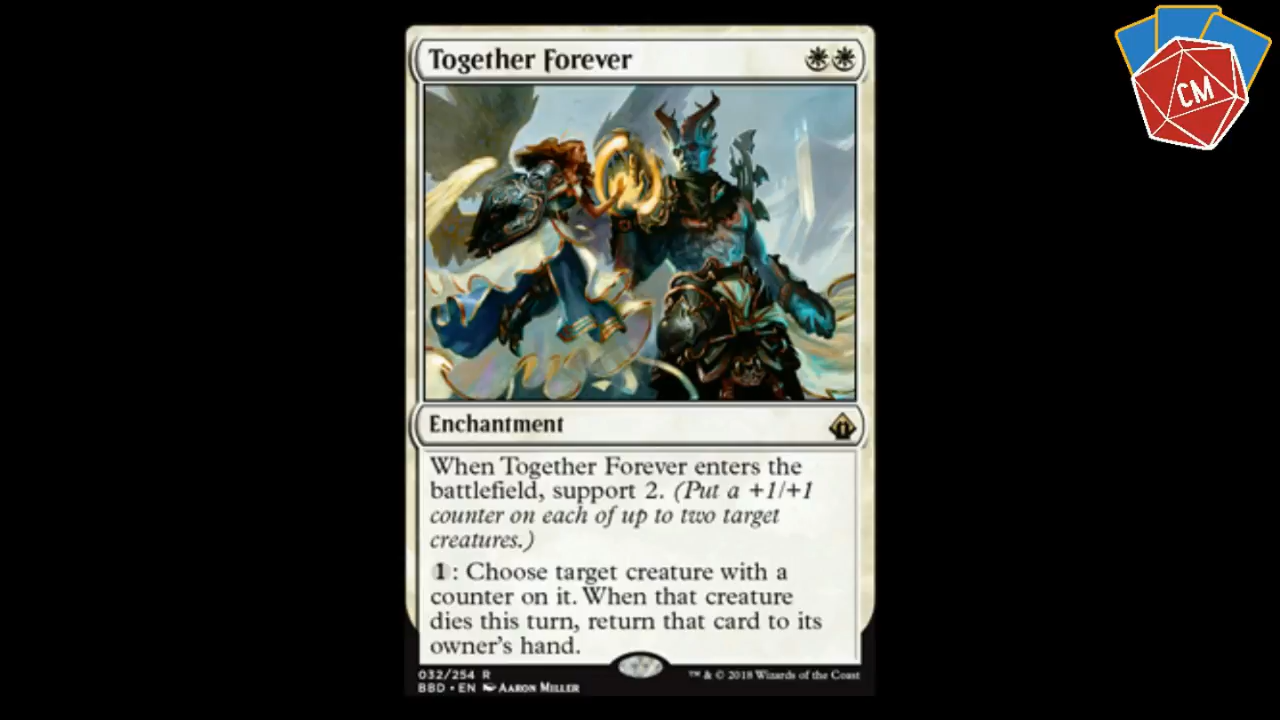 Together Forever
CM
Enchantment
When Together Forever enters the
battlefield, support 2. (Put a +1/+1
counter on each of up to two target
creatures.)
1: Choose target creature with a
counter on it. When that creature
dies this turn, return that card to its
owner's hand.
032/254 R
™ & © 2018 Wizards of the Coast
BBD • EN Aaron Miller